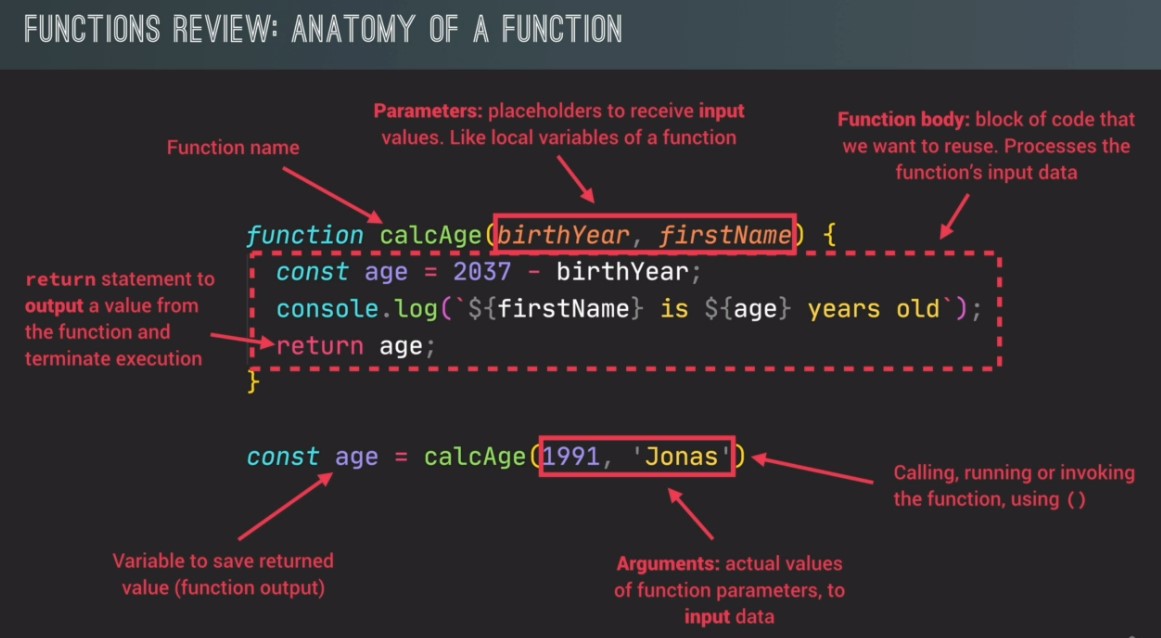 FUNCTIONS REVIEW: ANATOMY OF A FUNCTION
Parameters: placeholders to receive input
values. Like local variables of a function
Function body: block of code that
we want to reuse. Processes the
function's input data
Function name
function calcAge(birthYear, firstName) {
const age = 2037 - birthYear;
console.log(`${firstName} is ${age} years old`);
return age;
}
return statement to
output a value from
the function and
terminate execution
const age = calcAge(1991, 'Jonas')
Calling, running or invoking
the function, using ()
Variable to save returned
value (function output)
Arguments: actual values
of function parameters, to
input data